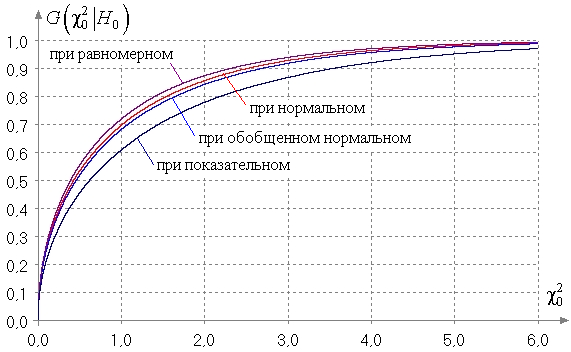 G(χ₀²|H₀)
1.0
при равномерном
0.9
0.8
при нормальном
0.7
при обобщенном нормальном
0.6
при показательном
0.5
0.4
0.3
0.2
0.1
χ₀²
0.0
0.0 1.0 2.0 3.0 4.0 5.0 6.0